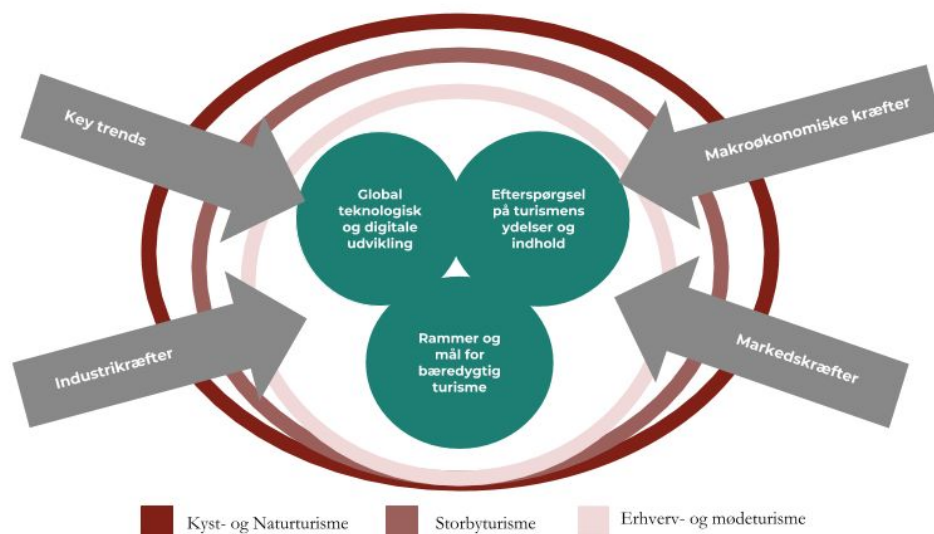 Key trends
Makroøkonomiske kræfter
Global
teknologisk
og digitale
udvikling
Efterspørgsel
på turismens
ydelser og
indhold
Rammer og
mål for
bæredygtig
turisme
Industrikræfter
Markedskræfter
Kyst- og Naturturisme
Storbyturisme
Erhverv- og mødeturisme